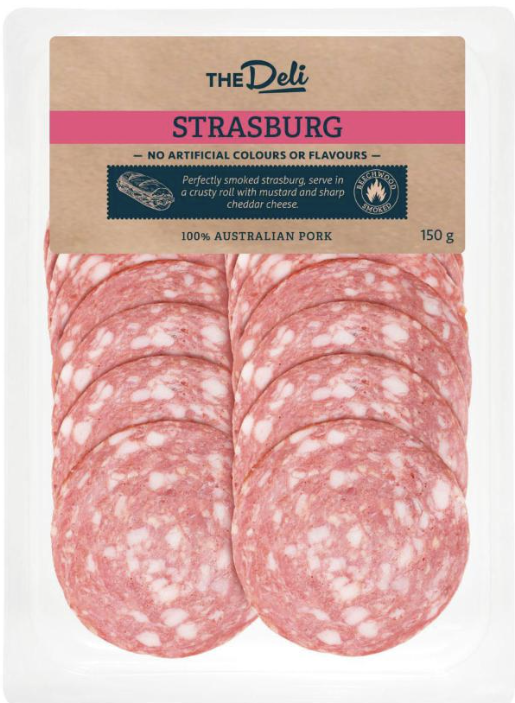 THE Deli
STRASBURG
— NO ARTIFICIAL COLOURS OR FLAVOURS —
Perfectly smoked strasburg, serve in
a crusty roll with mustard and sharp
cheddar cheese.
BEECHWOOD
SMOKED
100% AUSTRALIAN PORK
150 g